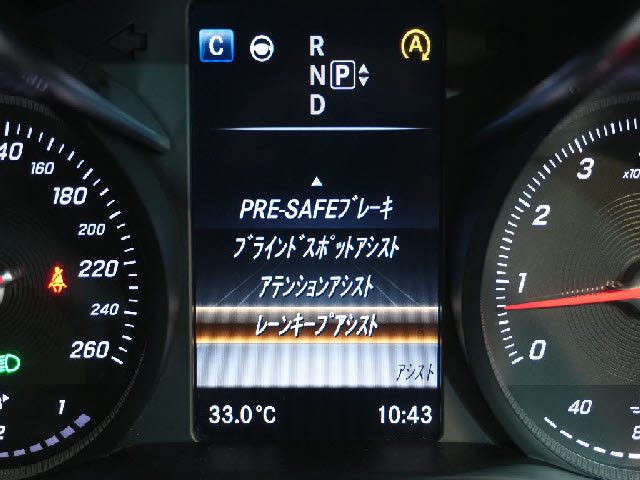 C
R
N P
D
A
PRE-SAFEブレーキ
ブラインドスポットアシスト
アテンションアシスト
レーンキープアシスト
アシスト
33.0°C
10:43
160
180
200
220
240
260
1
3
2
1
0
40